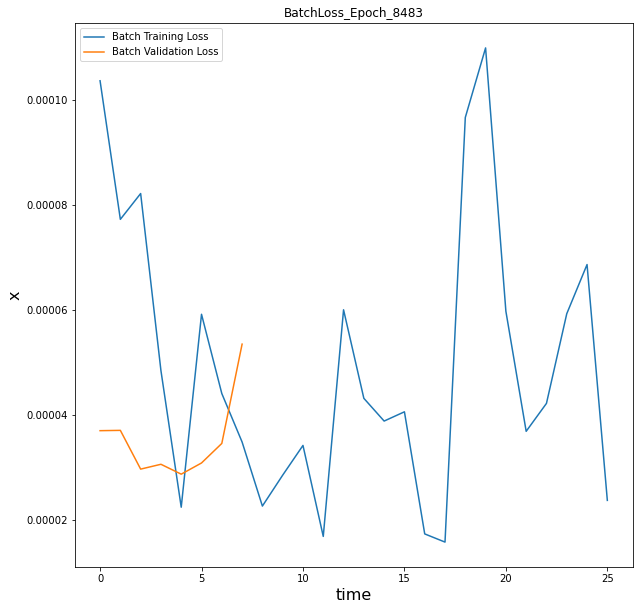 BatchLoss_Epoch_8483
Batch Training Loss
Batch Validation Loss
0.00010
0.00008
0.00006
0.00004
0.00002
x
0 5 10 15 20 25
time